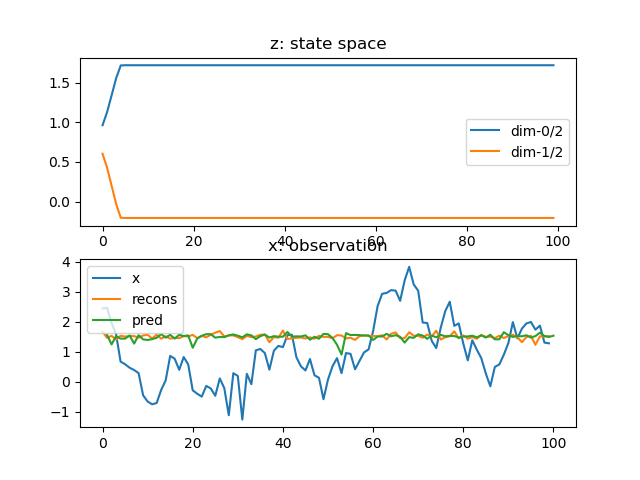 z: state space
1.5
1.0
0.5
0.0
dim-0/2
dim-1/2
0 20 40 60 80 100
x: observation
4
3
2
1
0
−1
x
recons
pred
0 20 40 60 80 100